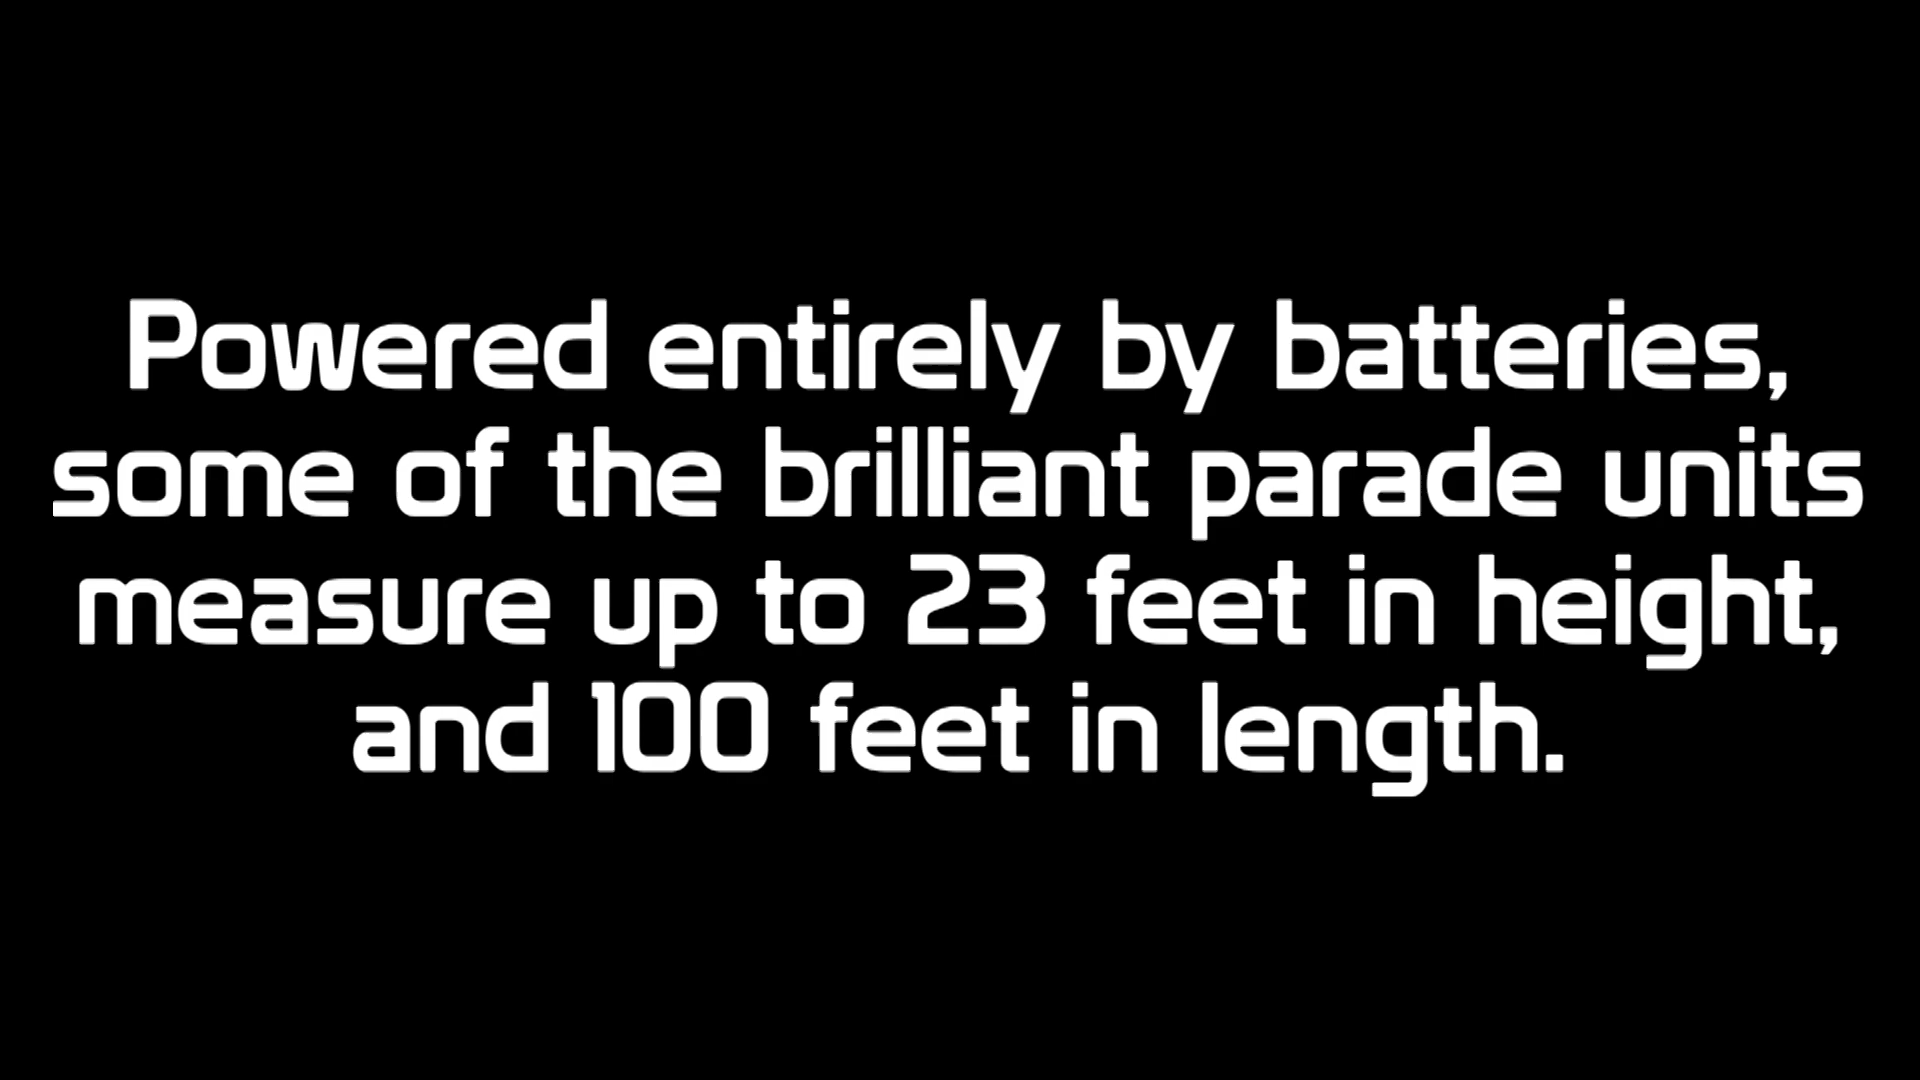 Powered entirely by batteries,
some of the brilliant parade units
measure up to 23 feet in height,
and 100 feet in length.